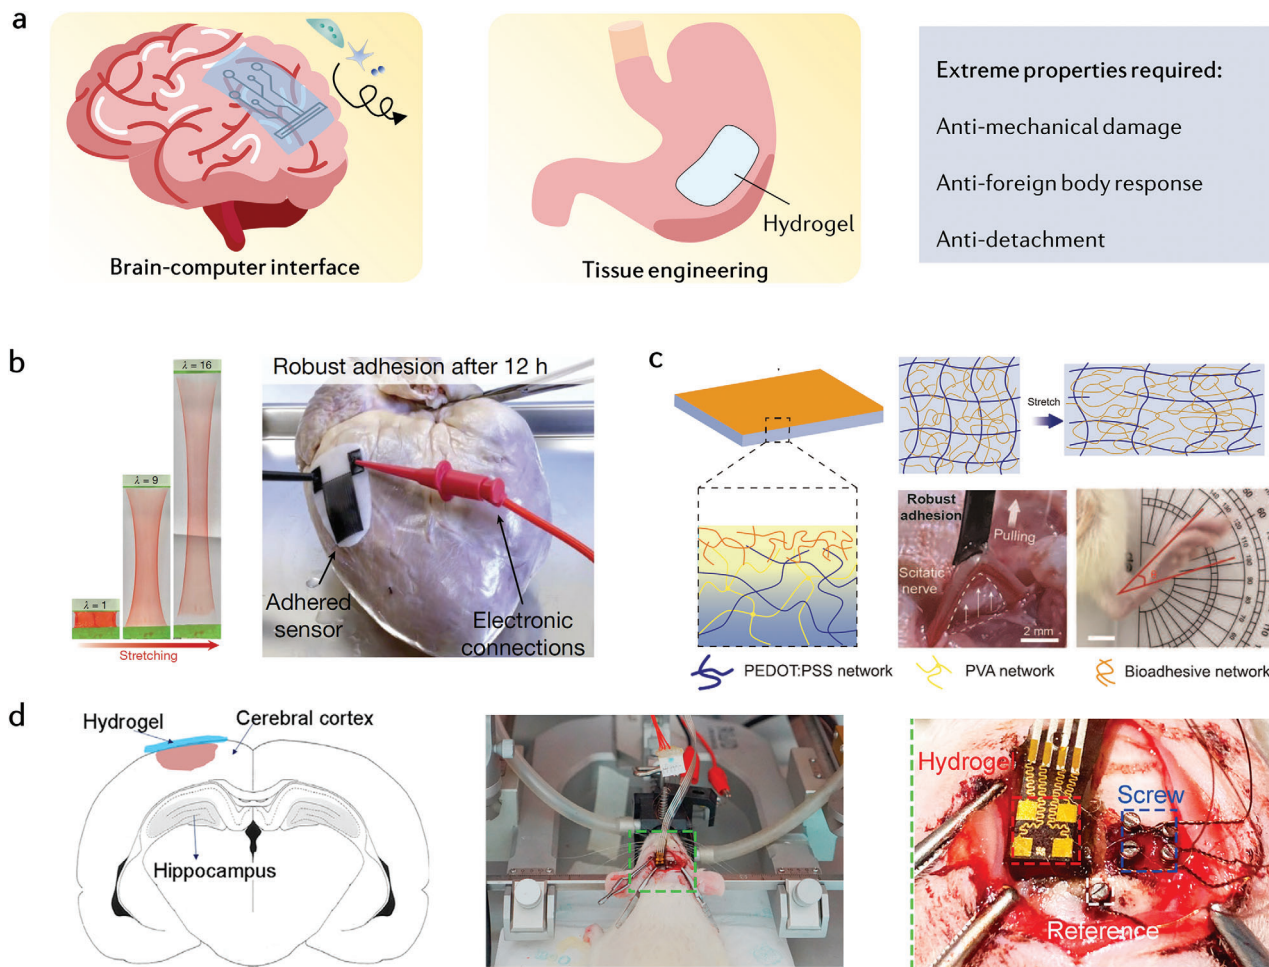 a
Brain-computer interface
Hydrogel
Tissue engineering
Extreme properties required:
Anti-mechanical damage
Anti-foreign body response
Anti-detachment
b
λ = 1
λ = 9
λ = 16
Stretching
Robust adhesion after 12 h
Adhered
sensor
Electronic
connections
c
Stretch
Robust
adhesion
Pulling
Scitatic
nerve
2 mm
PEDOT:PSS network
PVA network
Bioadhesive network
d
Hydrogel
Cerebral cortex
Hippocampus
Hydrogel
Screw
Reference